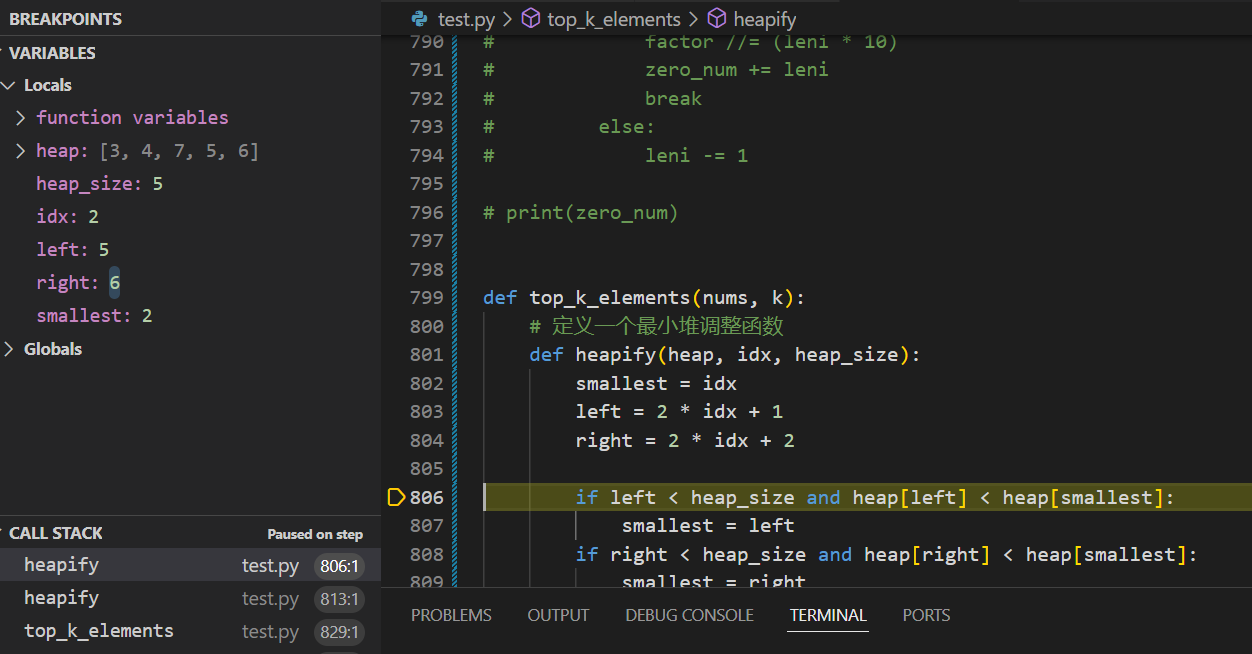 BREAKPOINTS
VARIABLES
Locals
function variables
heap: [3, 4, 7, 5, 6]
heap_size: 5
idx: 2
left: 5
right: 6
smallest: 2
Globals
CALL STACK
Paused on step
heapify test.py 806:1
heapify test.py 813:1
top_k_elements test.py 829:1
test.py > top_k_elements > heapify
790 # factor //= (leni * 10)
791 # zero_num += leni
792 # break
793 # else:
794 # leni -= 1
795
796 # print(zero_num)
797
798
799 def top_k_elements(nums, k):
800 # 定义一个最小堆调整函数
801 def heapify(heap, idx, heap_size):
802 smallest = idx
803 left = 2 * idx + 1
804 right = 2 * idx + 2
805
806 if left < heap_size and heap[left] < heap[smallest]:
807 smallest = left
808 if right < heap_size and heap[right] < heap[smallest]:
809 smallest = right
PROBLEMS OUTPUT DEBUG CONSOLE TERMINAL PORTS